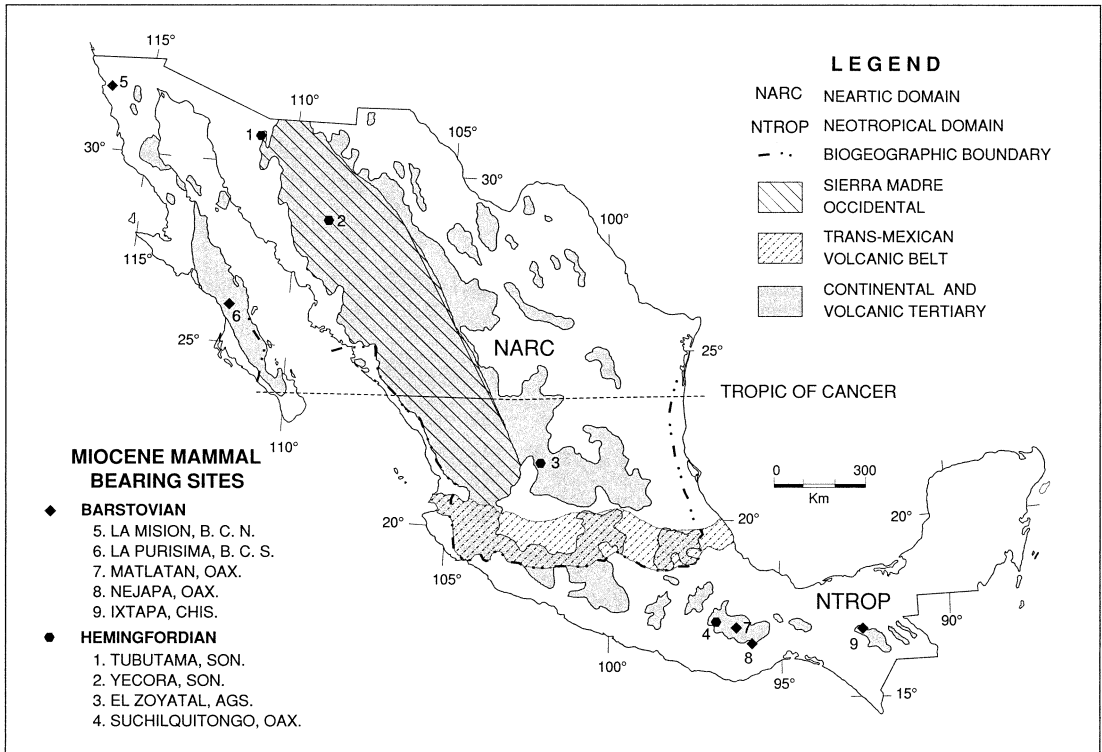 115°
5
110°
1
105°
30°
30°
2
100°
115°
6
25°
NARC
25°
TROPIC OF CANCER
110°
3
0 300
Km
20°
20°
20°
105°
NTROP
90°
4
7
8
9
100°
95°
15°
LEGEND
NARC NEARTIC DOMAIN
NTROP NEOTROPICAL DOMAIN
BIOGEOGRAPHIC BOUNDARY
SIERRA MADRE
OCCIDENTAL
TRANS-MEXICAN
VOLCANIC BELT
CONTINENTAL AND
VOLCANIC TERTIARY
MIOCENE MAMMAL
BEARING SITES
BARSTOVIAN
5. LA MISION, B. C. N.
6. LA PURISIMA, B. C. S.
7. MATLATAN, OAX.
8. NEJAPA, OAX.
9. IXTAPA, CHIS.
HEMINGFORDIAN
1. TUBUTAMA, SON.
2. YECORA, SON.
3. EL ZOYATAL, AGS.
4. SUCHILQUITONGO, OAX.